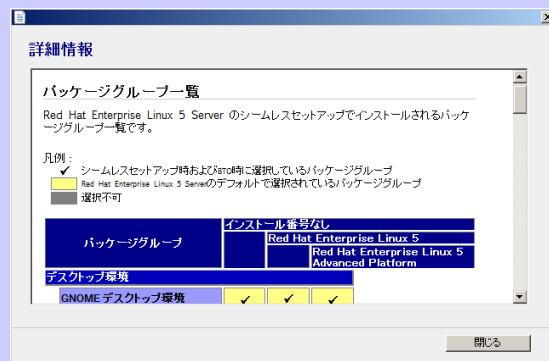 詳細情報
パッケージグループ一覧
Red Hat Enterprise Linux 5 Server のシームレスセットアップでインストールされるパッケ
ージグループ一覧です。
凡例 :
✓ シームレスセットアップ時およびBTO時に選択しているパッケージグループ
Red Hat Enterprise Linux 5 Serverのデフォルトで選択されているパッケージグループ
選択不可
パッケージグループ
インストール番号なし
Red Hat Enterprise Linux 5
Red Hat Enterprise Linux 5
Advanced Platform
デスクトップ環境
GNOME デスクトップ環境 ✓ ✓ ✓
閉じる